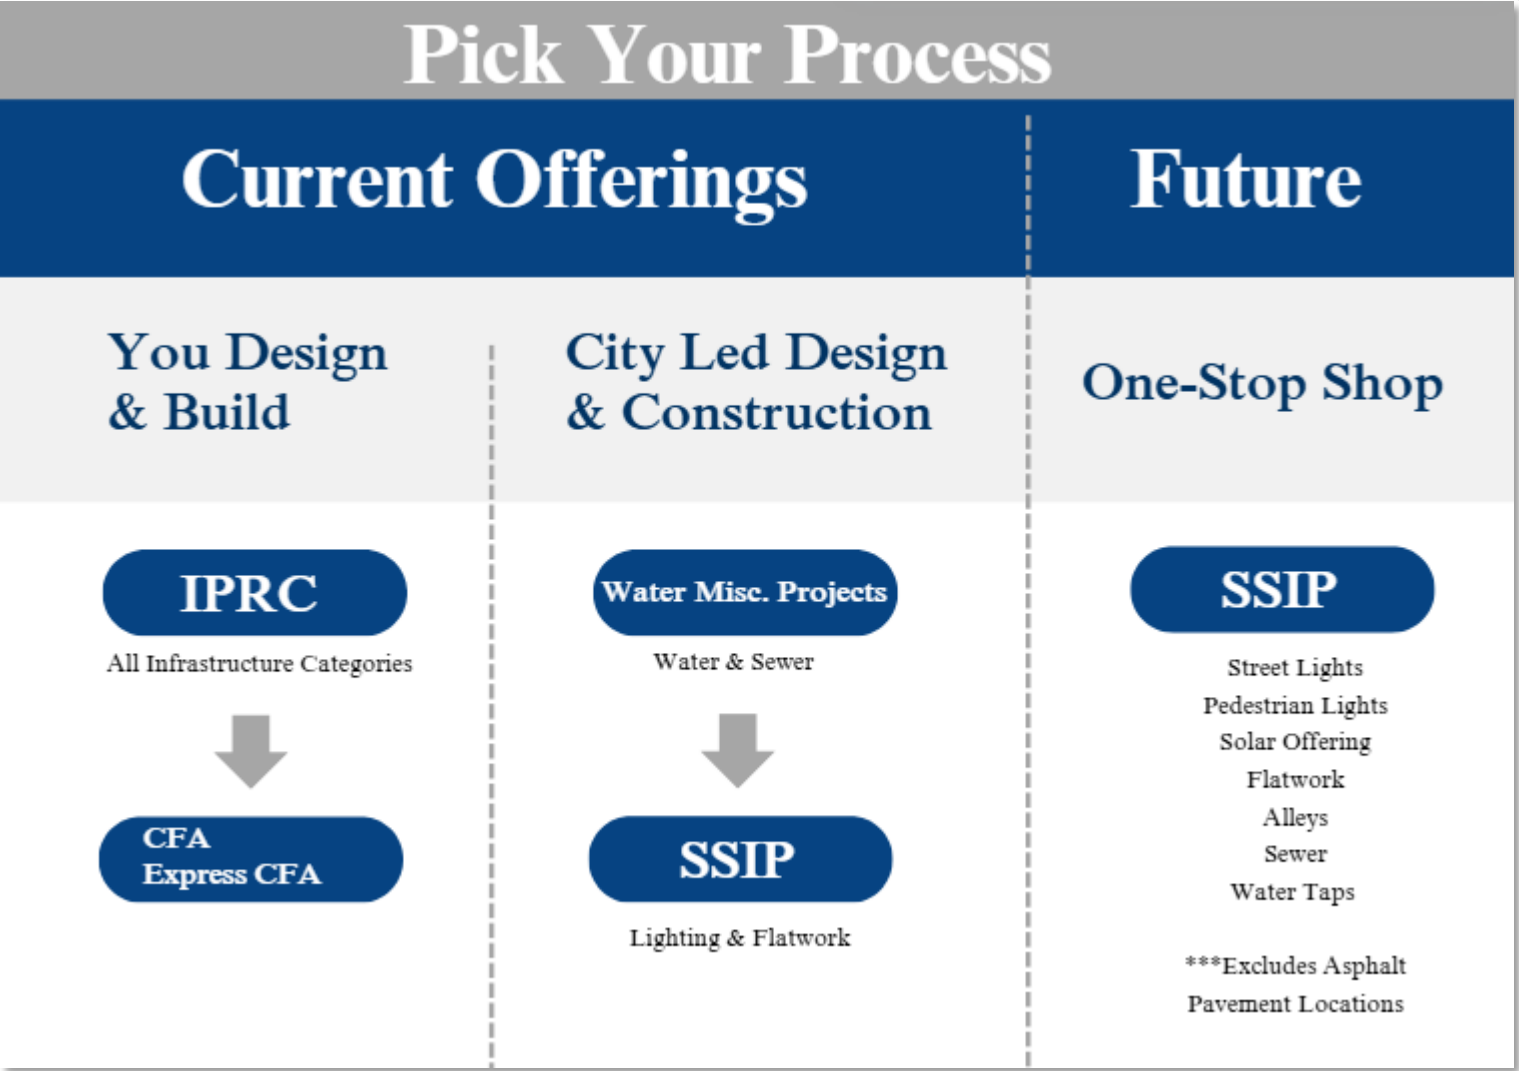 Pick Your Process
Current Offerings
Future
You Design
& Build
City Led Design
& Construction
One-Stop Shop
IPRC
All Infrastructure Categories
CFA
Express CFA
Water Misc. Projects
Water & Sewer
SSIP
Lighting & Flatwork
SSIP
Street Lights
Pedestrian Lights
Solar Offering
Flatwork
Alleys
Sewer
Water Taps
***Excludes Asphalt
Pavement Locations